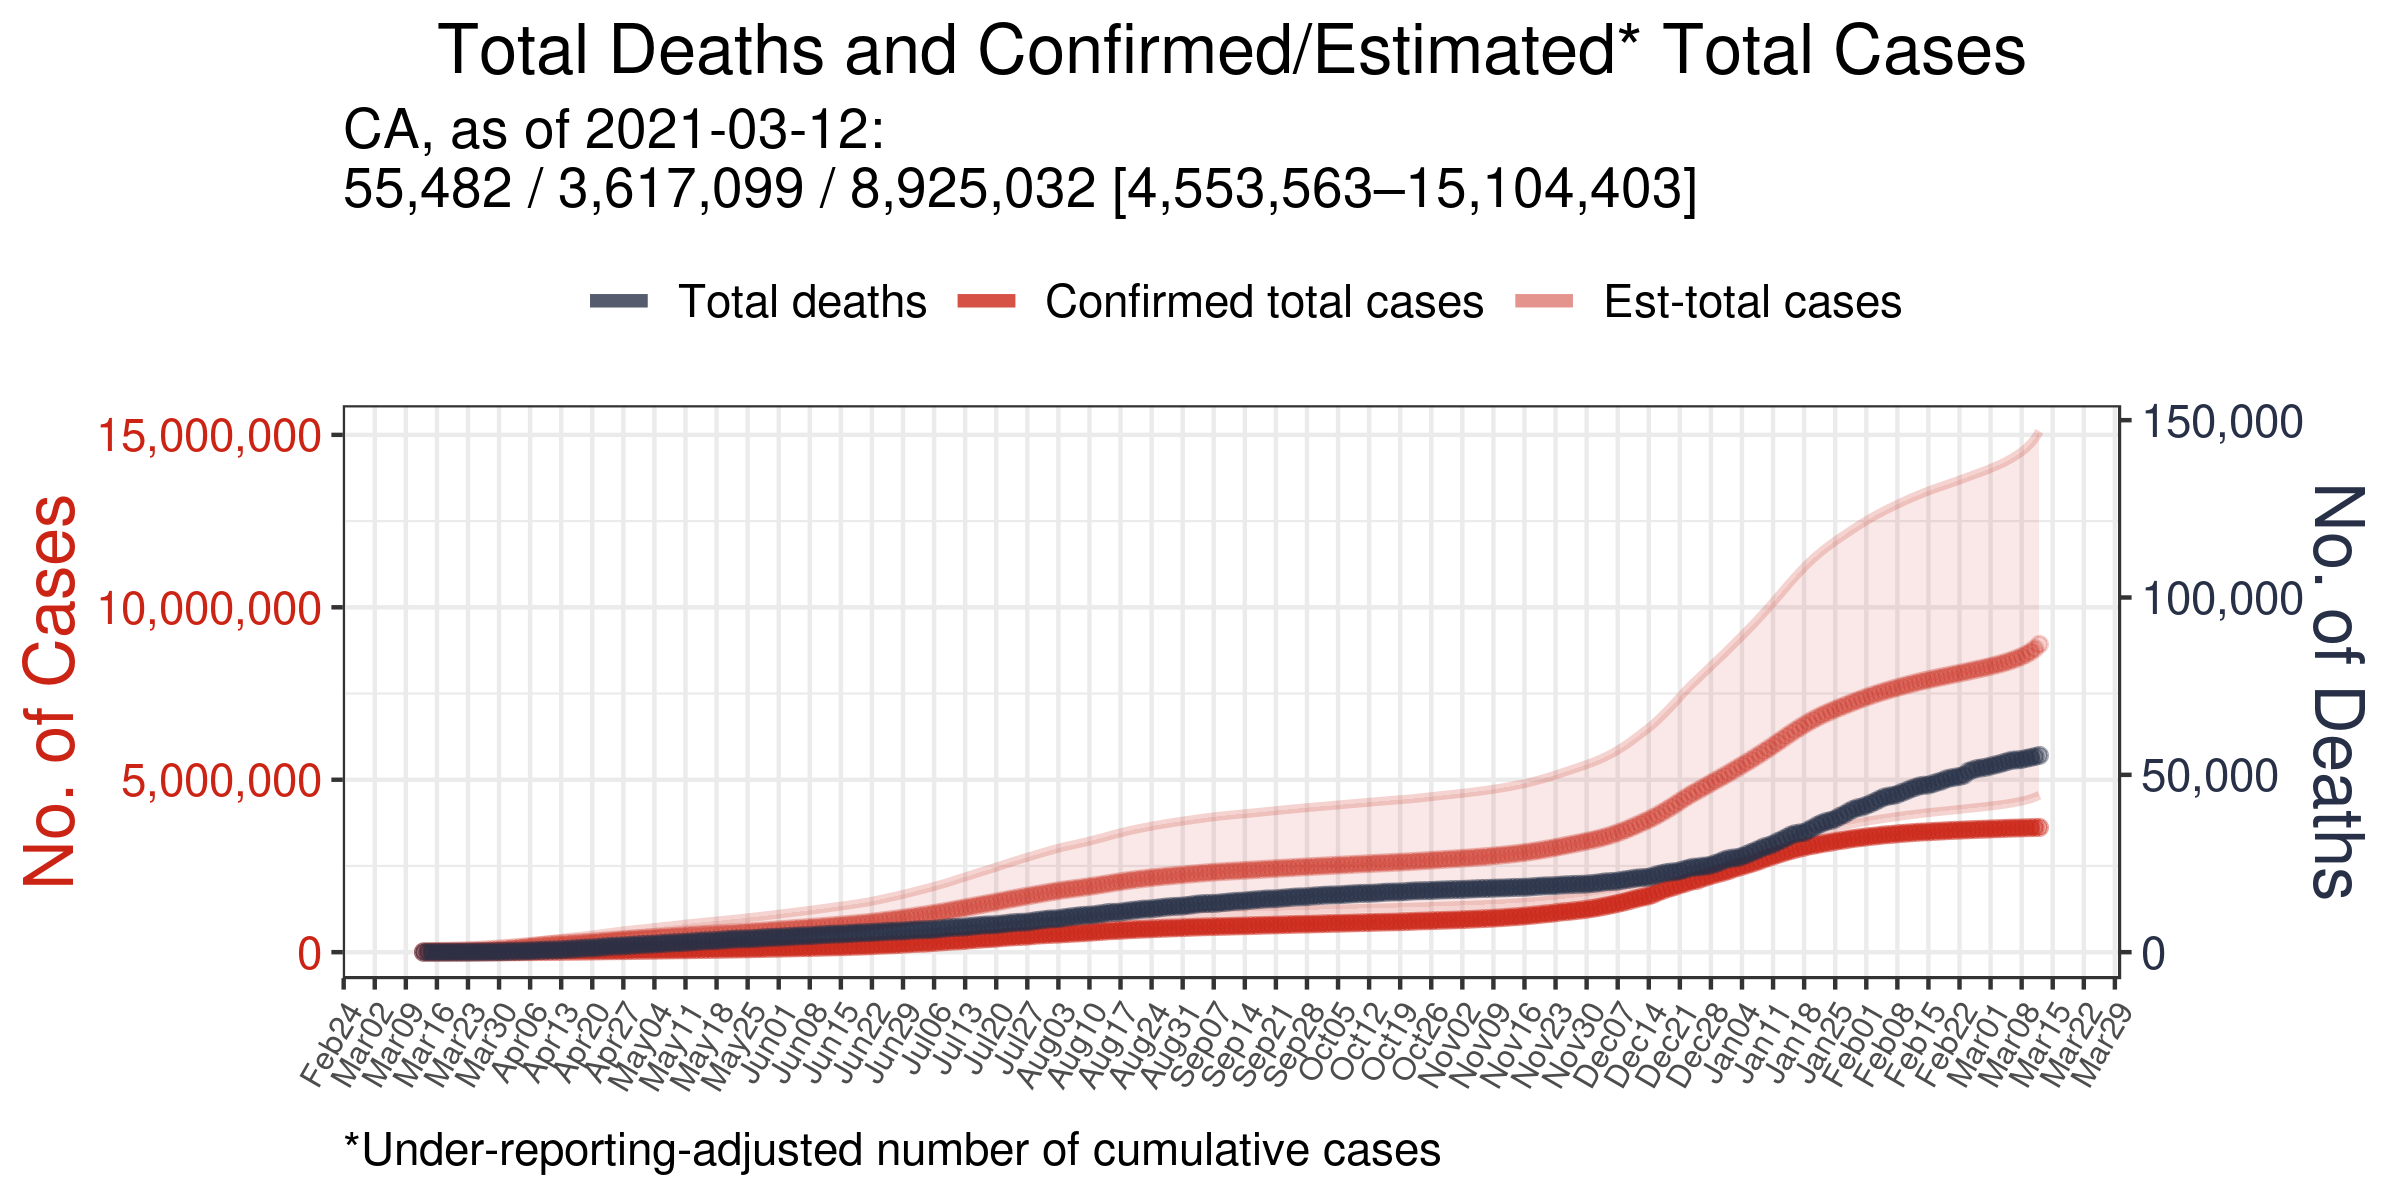 Total Deaths and Confirmed/Estimated* Total Cases
CA, as of 2021-03-12:
55,482 / 3,617,099 / 8,925,032 [4,553,563–15,104,403]
Total deaths
Confirmed total cases
Est-total cases
No. of Cases
15,000,000
10,000,000
5,000,000
0
150,000
100,000
50,000
0
No. of Deaths
Feb24
Mar02
Mar09
Mar16
Mar23
Mar30
Apr06
Apr13
Apr20
Apr27
May04
May11
May18
May25
Jun01
Jun08
Jun15
Jun22
Jun29
Jul06
Jul13
Jul20
Jul27
Aug03
Aug10
Aug17
Aug24
Aug31
Sep07
Sep14
Sep21
Sep28
Oct05
Oct12
Oct19
Oct26
Nov02
Nov09
Nov16
Nov23
Nov30
Dec07
Dec14
Dec21
Dec28
Jan04
Jan11
Jan18
Jan25
Feb01
Feb08
Feb15
Feb22
Mar01
Mar08
Mar15
Mar22
Mar29
*Under-reporting-adjusted number of cumulative cases